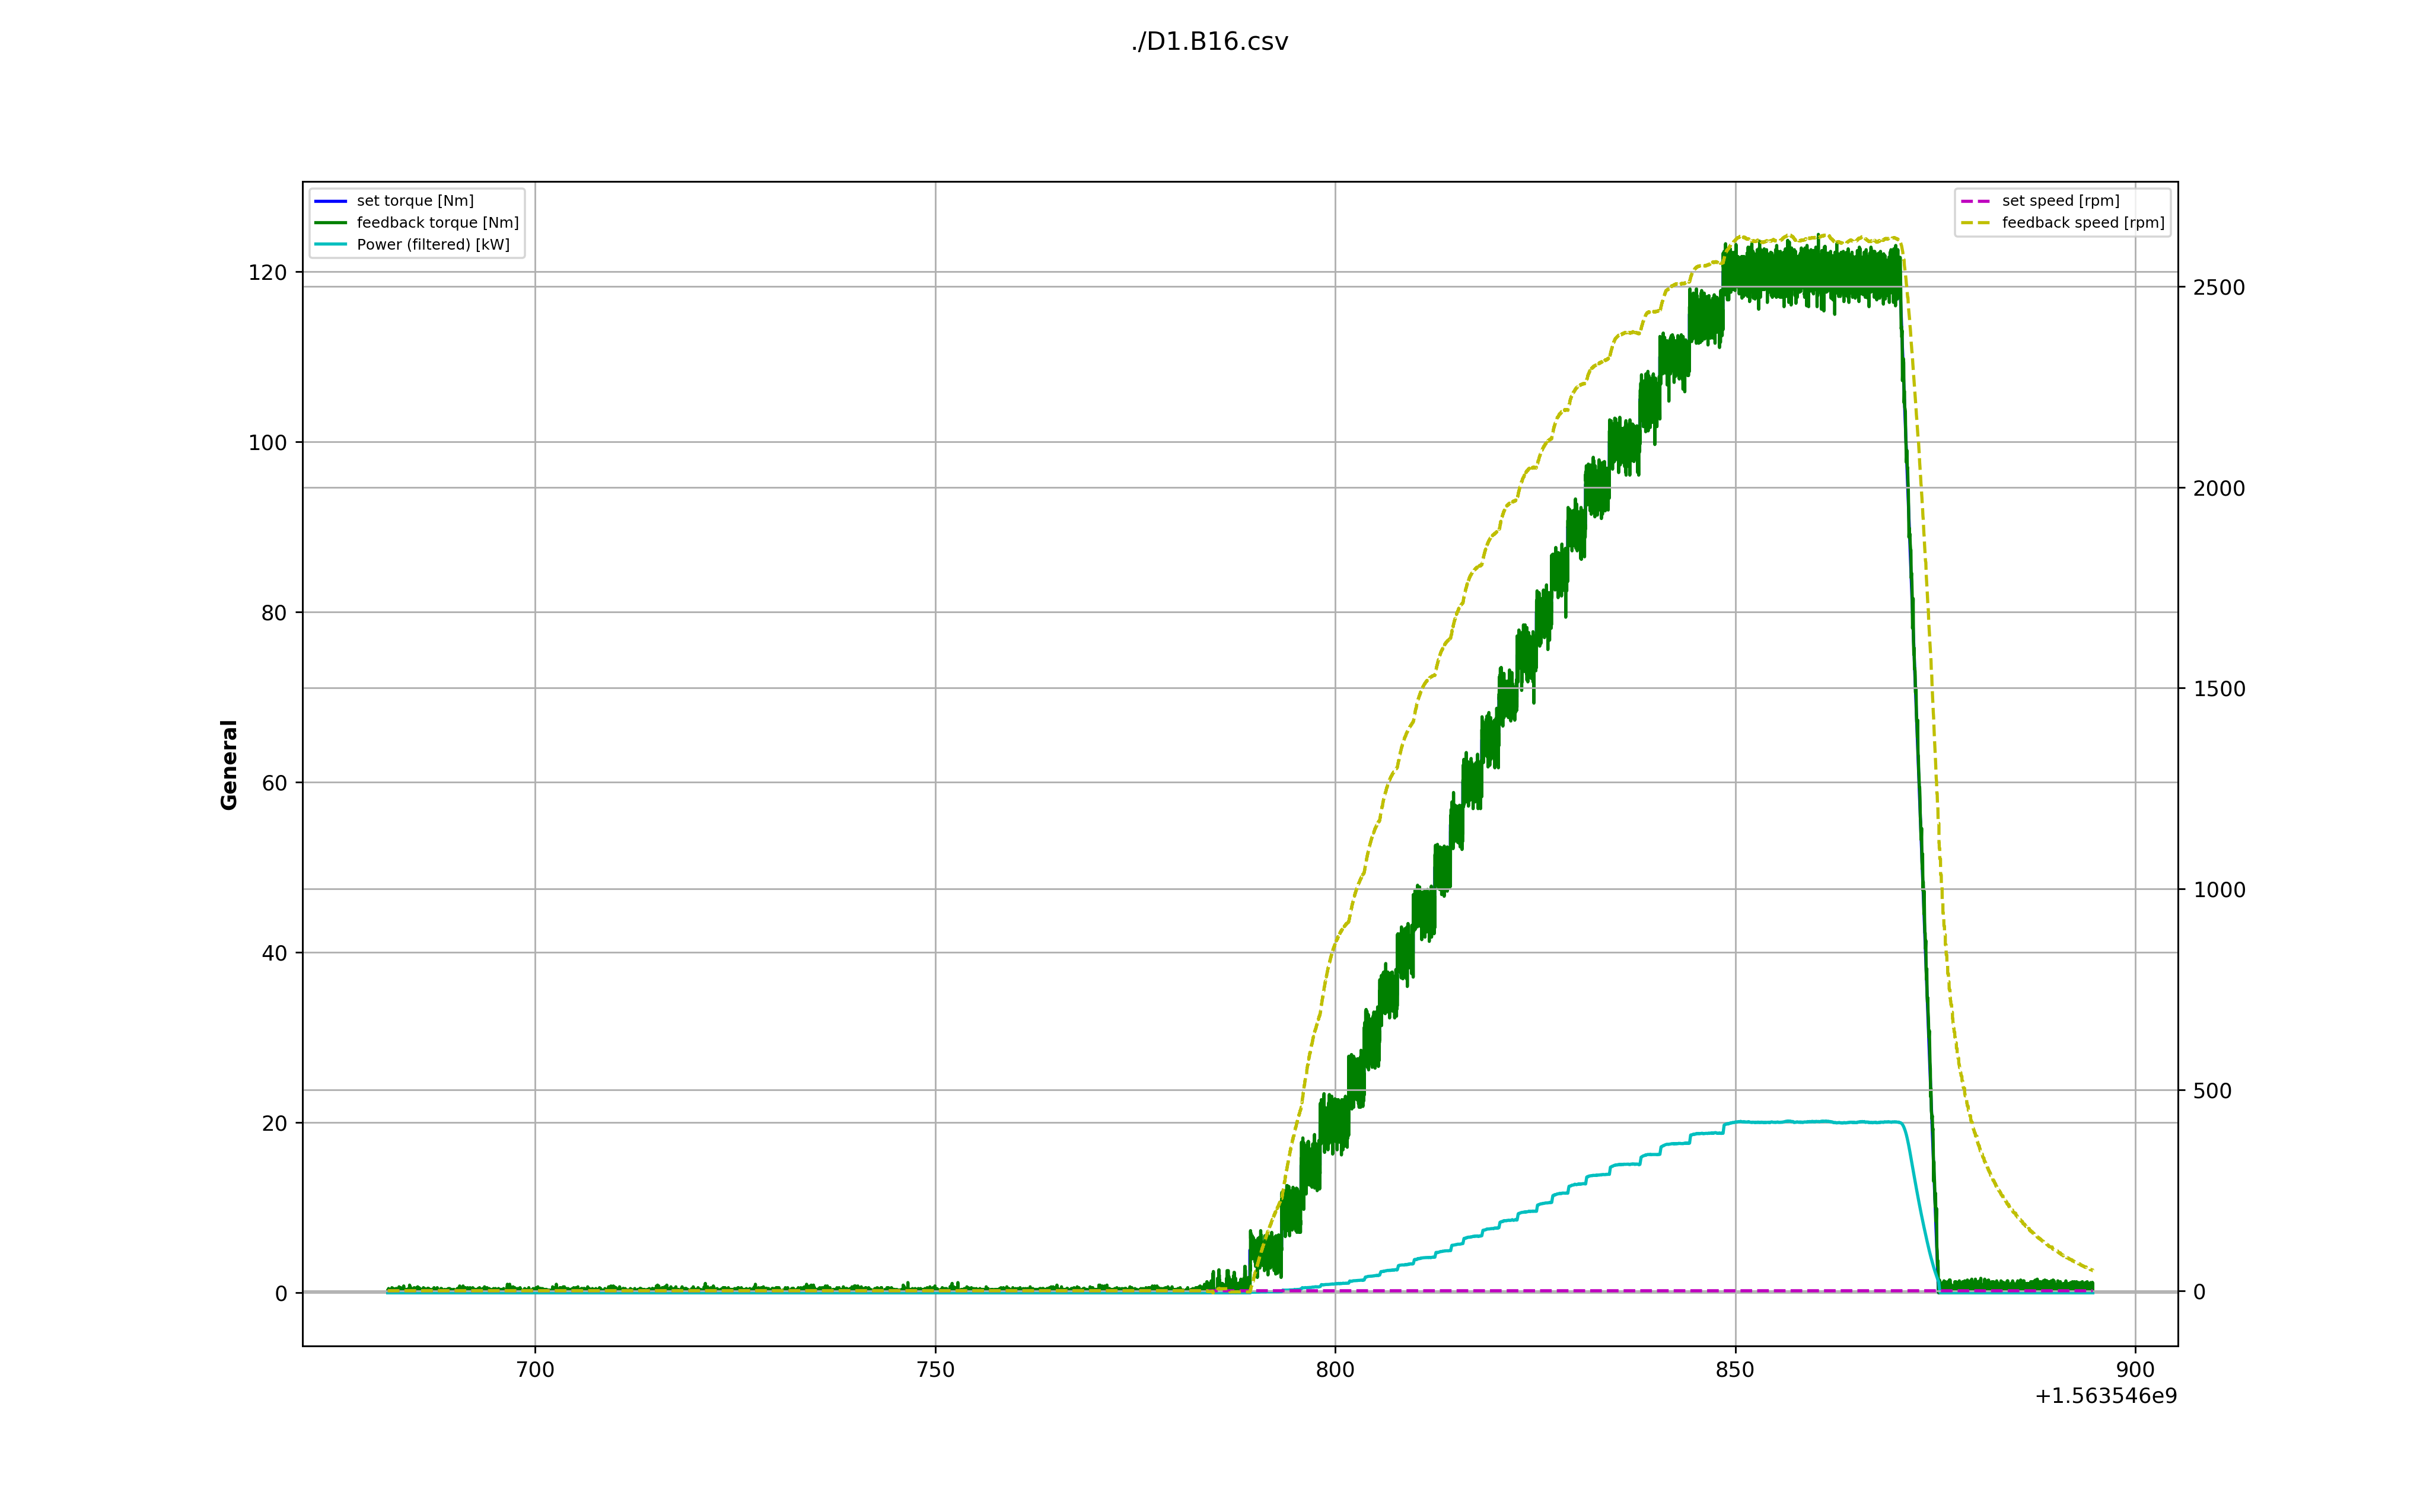 ./D1.B16.csv
set torque [Nm]
feedback torque [Nm]
Power (filtered) [kW]
set speed [rpm]
feedback speed [rpm]
General
120
100
80
60
40
20
0
2500
2000
1500
1000
500
0
700 750 800 850 900
+1.563546e9